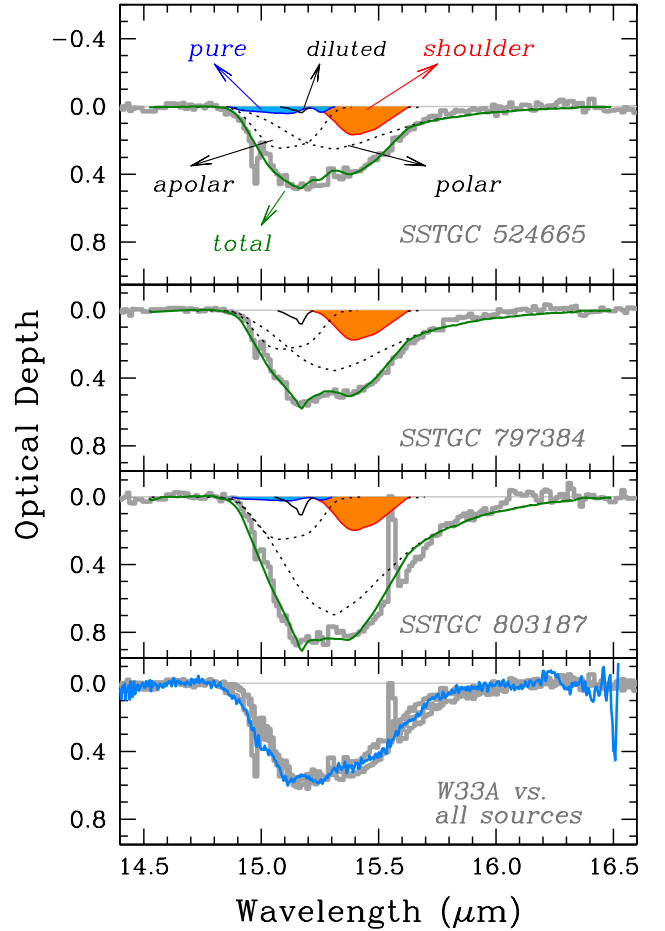 −0.4
pure diluted shoulder
0.0
0.4
apolar polar
total
SSTGC 524665
0.8
0.0
0.4
SSTGC 797384
0.8
0.0
0.4
SSTGC 803187
0.8
0.0
0.4
W33A vs.
all sources
0.8
14.5 15.0 15.5 16.0 16.5
Wavelength (μm)
Optical Depth